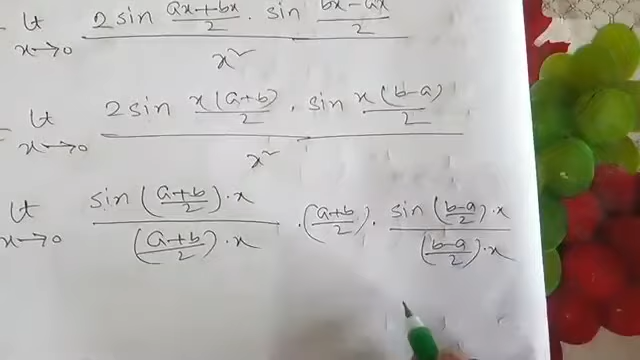 = lt x→0 (2 sin (ax+bx)/2 · sin (bx-ax)/2) / x²
= lt x→0 (2 sin x(a+b)/2 · sin x(b-a)/2) / x²
lt x→0 (sin((a+b)/2)·x) / (((a+b)/2)·x) · ((a+b)/2) · (sin((b-a)/2)·x) / (((b-a)/2)·x)